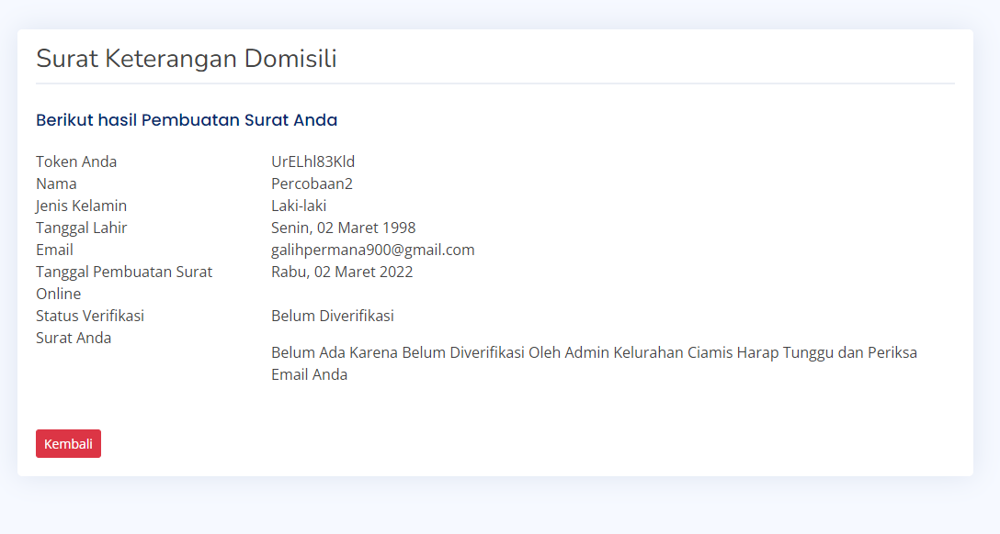 Surat Keterangan Domisili
Berikut hasil Pembuatan Surat Anda
Token Anda UrELhl83Kld
Nama Percobaan2
Jenis Kelamin Laki-laki
Tanggal Lahir Senin, 02 Maret 1998
Email galihpermana900@gmail.com
Tanggal Pembuatan Surat Rabu, 02 Maret 2022
Online
Status Verifikasi Belum Diverifikasi
Surat Anda
Belum Ada Karena Belum Diverifikasi Oleh Admin Kelurahan Ciamis Harap Tunggu dan Periksa
Email Anda
Kembali